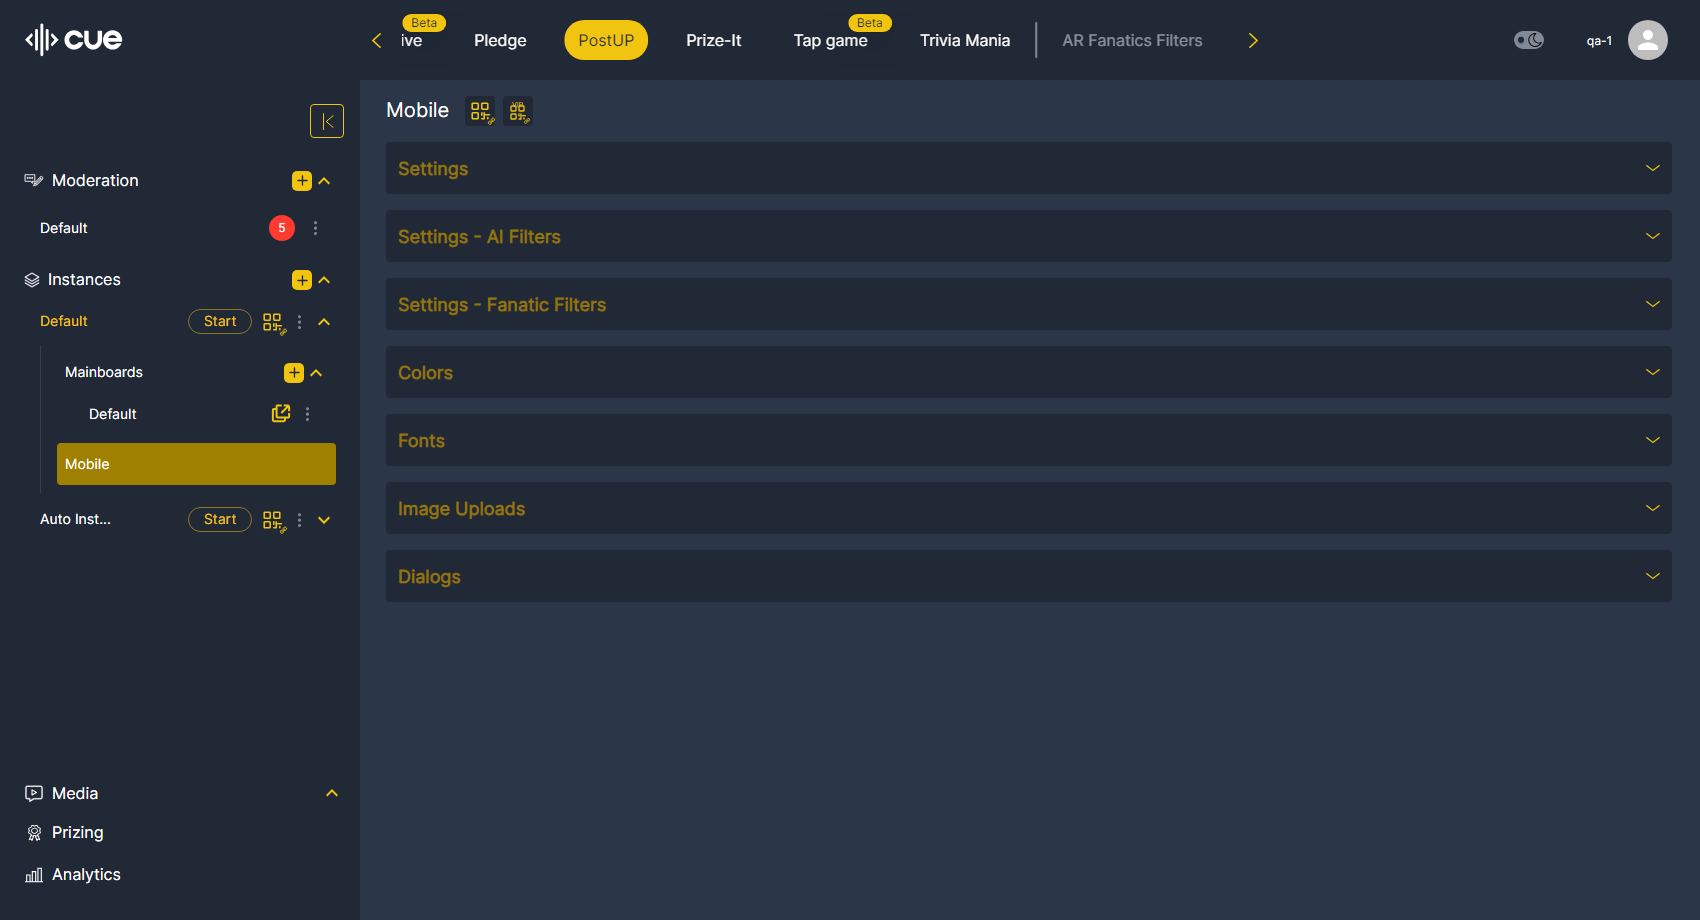 cue
Beta
ive
Pledge
PostUP
Prize-It
Beta
Tap game
Trivia Mania
AR Fanatics Filters
qa-1
Moderation
Default
5
Instances
Default
Start
Mainboards
Default
Mobile
Auto Inst...
Start
Media
Prizing
Analytics
Mobile
VIP
Settings
Settings - AI Filters
Settings - Fanatic Filters
Colors
Fonts
Image Uploads
Dialogs